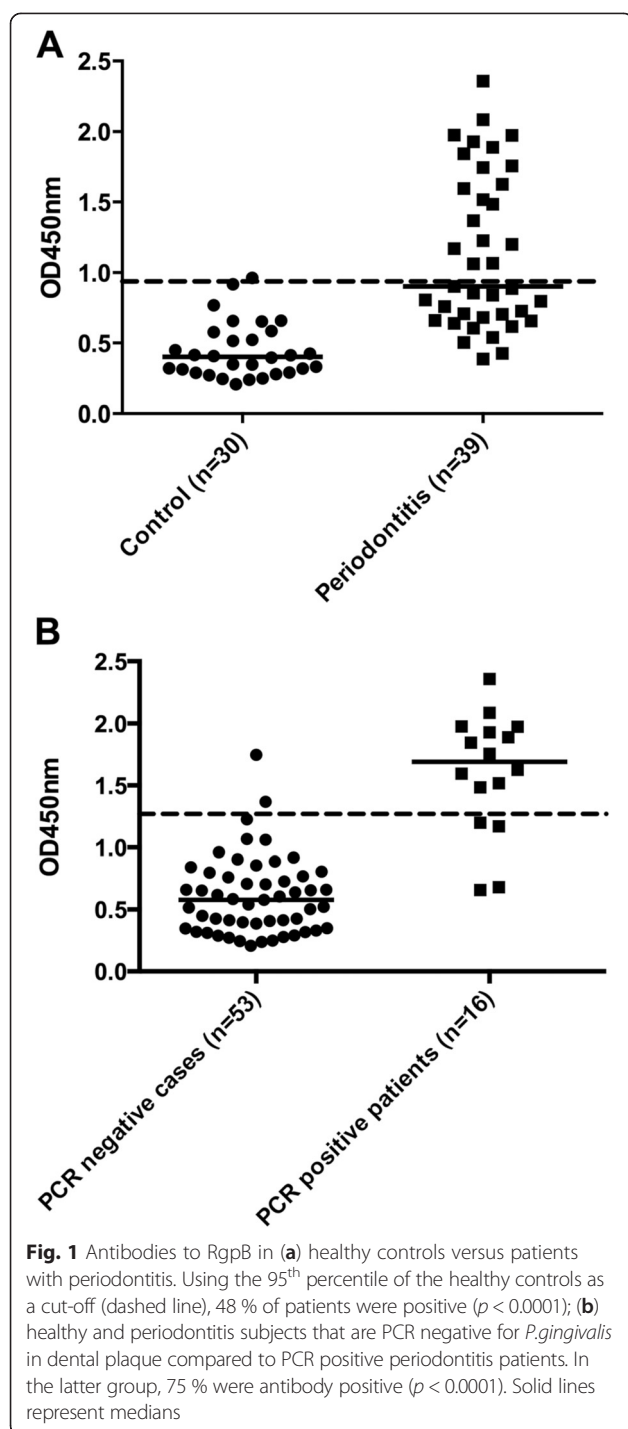 A
2.5
2.0
1.5
1.0
0.5
0.0
OD450nm
Control (n=30)
Periodontitis (n=39)
B
2.5
2.0
1.5
1.0
0.5
0.0
OD450nm
PCR negative cases (n=53)
PCR positive patients (n=16)
Fig. 1 Antibodies to RgpB in (a) healthy controls versus patients
with periodontitis. Using the 95th percentile of the healthy controls as
a cut-off (dashed line), 48 % of patients were positive (p < 0.0001); (b)
healthy and periodontitis subjects that are PCR negative for P.gingivalis
in dental plaque compared to PCR positive periodontitis patients. In
the latter group, 75 % were antibody positive (p < 0.0001). Solid lines
represent medians